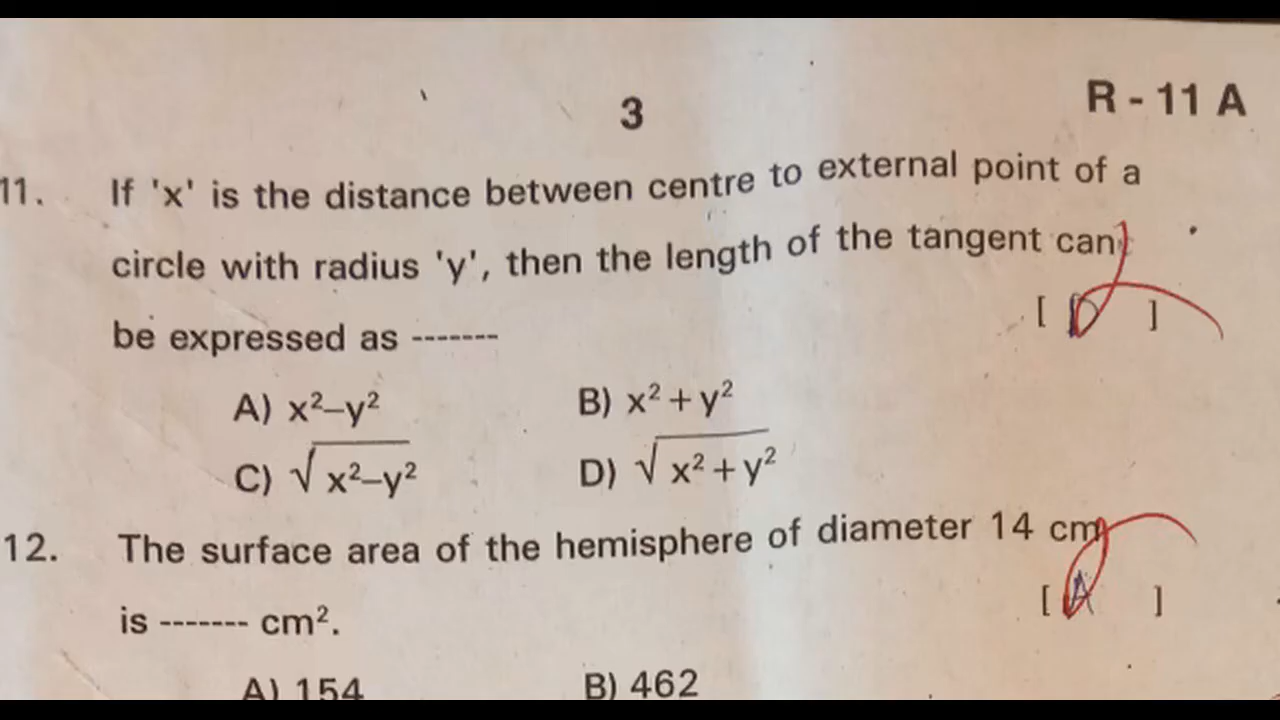 3
R - 11 A
11. If 'x' is the distance between centre to external point of a
circle with radius 'y', then the length of the tangent can
be expressed as ------- [ D ]
A) x²–y² B) x² + y²
C) √x²–y² D) √x² + y²
12. The surface area of the hemisphere of diameter 14 cm
is ------- cm². [ A ]
A) 154 B) 462